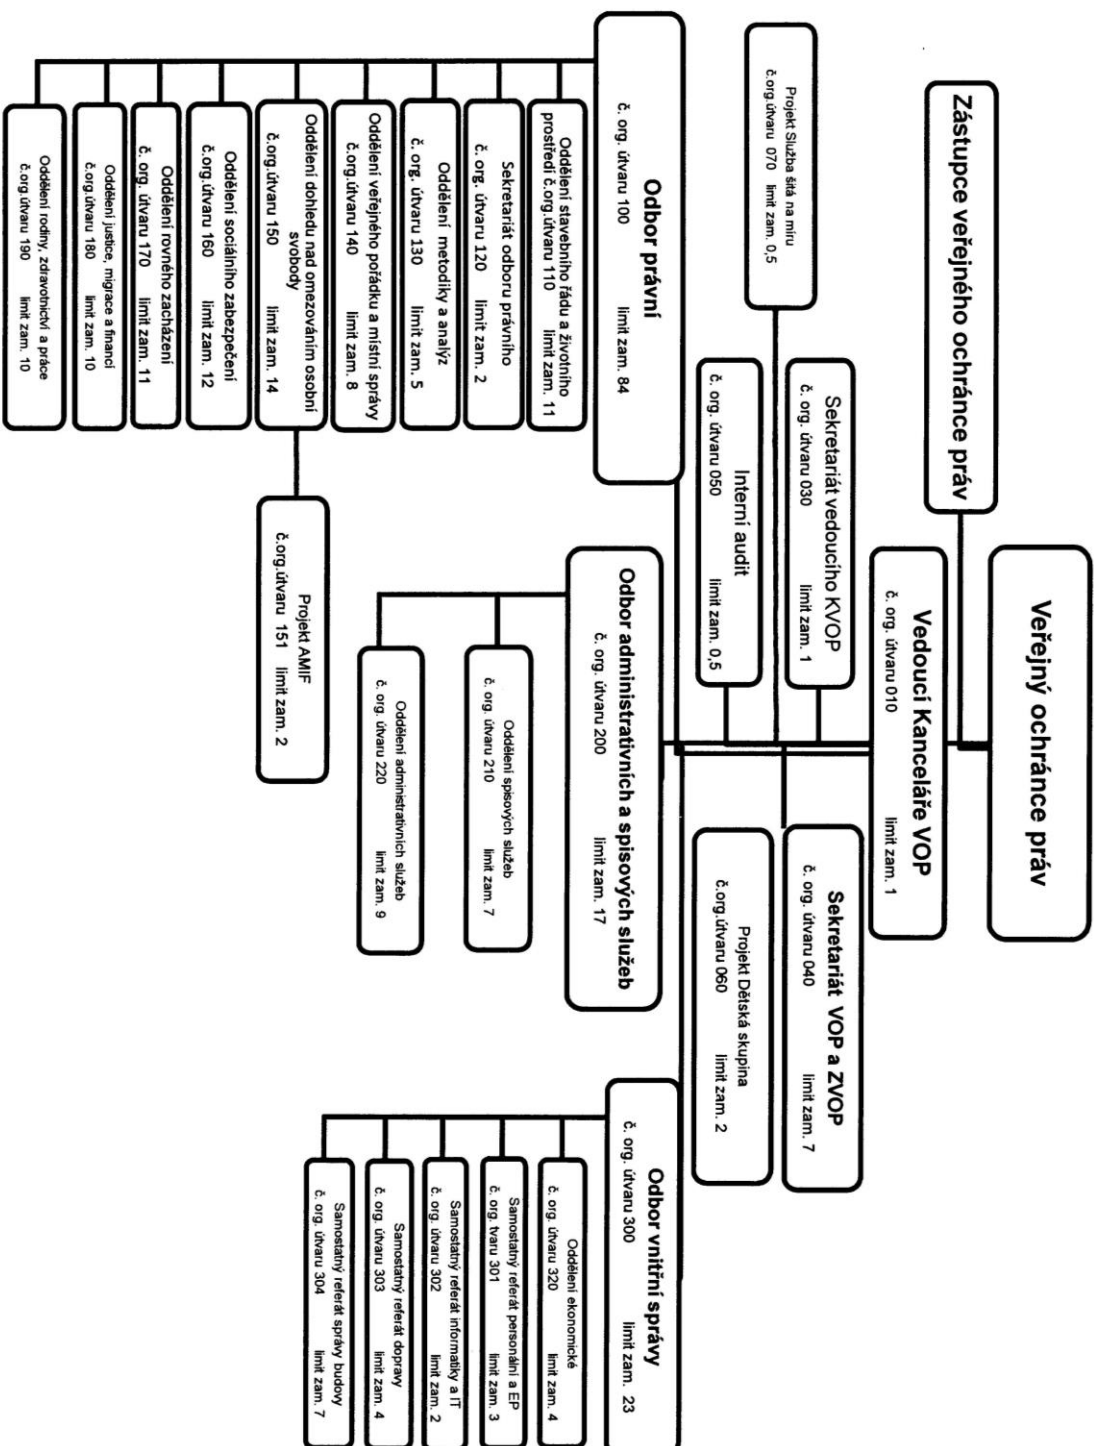 Veřejný ochránce práv
Zástupce veřejného ochránce práv
Vedoucí Kanceláře VOP
č. org. útvaru 010 limit zam. 1
Sekretariát vedoucího KVOP
č. org. útvaru 030 limit zam. 1
Sekretariát VOP a ZVOP
č. org. útvaru 040 limit zam. 7
Projekt Služba šitá na míru
č.org.útvaru 070 limit zam. 0,5
Interní audit
č. org. útvaru 050 limit zam. 0,5
Projekt Dětská skupina
č.org.útvaru 060 limit zam. 2
Odbor právní
č. org. útvaru 100 limit zam. 84
Oddělení stavebního řádu a životního
prostředí č.org.útvaru 110 limit zam. 11
Sekretariát odboru právního
č. org. útvaru 120 limit zam. 2
Oddělení metodiky a analýz
č. org. útvaru 130 limit zam. 5
Oddělení veřejného pořádku a místní správy
č.org.útvaru 140 limit zam. 8
Oddělení dohledu nad omezováním osobní
svobody
č.org.útvaru 150 limit zam. 14
Oddělení sociálního zabezpečení
č.org.útvaru 160 limit zam. 12
Oddělení rovného zacházení
č. org. útvaru 170 limit zam. 11
Oddělení justice, migrace a financí
č.org.útvaru 180 limit zam. 10
Oddělení rodiny, zdravotnictví a práce
č.org.útvaru 190 limit zam. 10
Projekt AMIF
č.org.útvaru 151 limit zam. 2
Odbor administrativních a spisových služeb
č. org. útvaru 200 limit zam. 17
Oddělení spisových služeb
č. org. útvaru 210 limit zam. 7
Oddělení administrativních služeb
č. org. útvaru 220 limit zam. 9
Odbor vnitřní správy
č. org. útvaru 300 limit zam. 23
Oddělení ekonomické
č. org. útvaru 320 limit zam. 4
Samostatný referát personální a EP
č. org. tvaru 301 limit zam. 3
Samostatný referát informatiky a IT
č. org. útvaru 302 limit zam. 2
Samostatný referát dopravy
č. org. útvaru 303 limit zam. 4
Samostatný referát správy budovy
č. org. útvaru 304 limit zam. 7